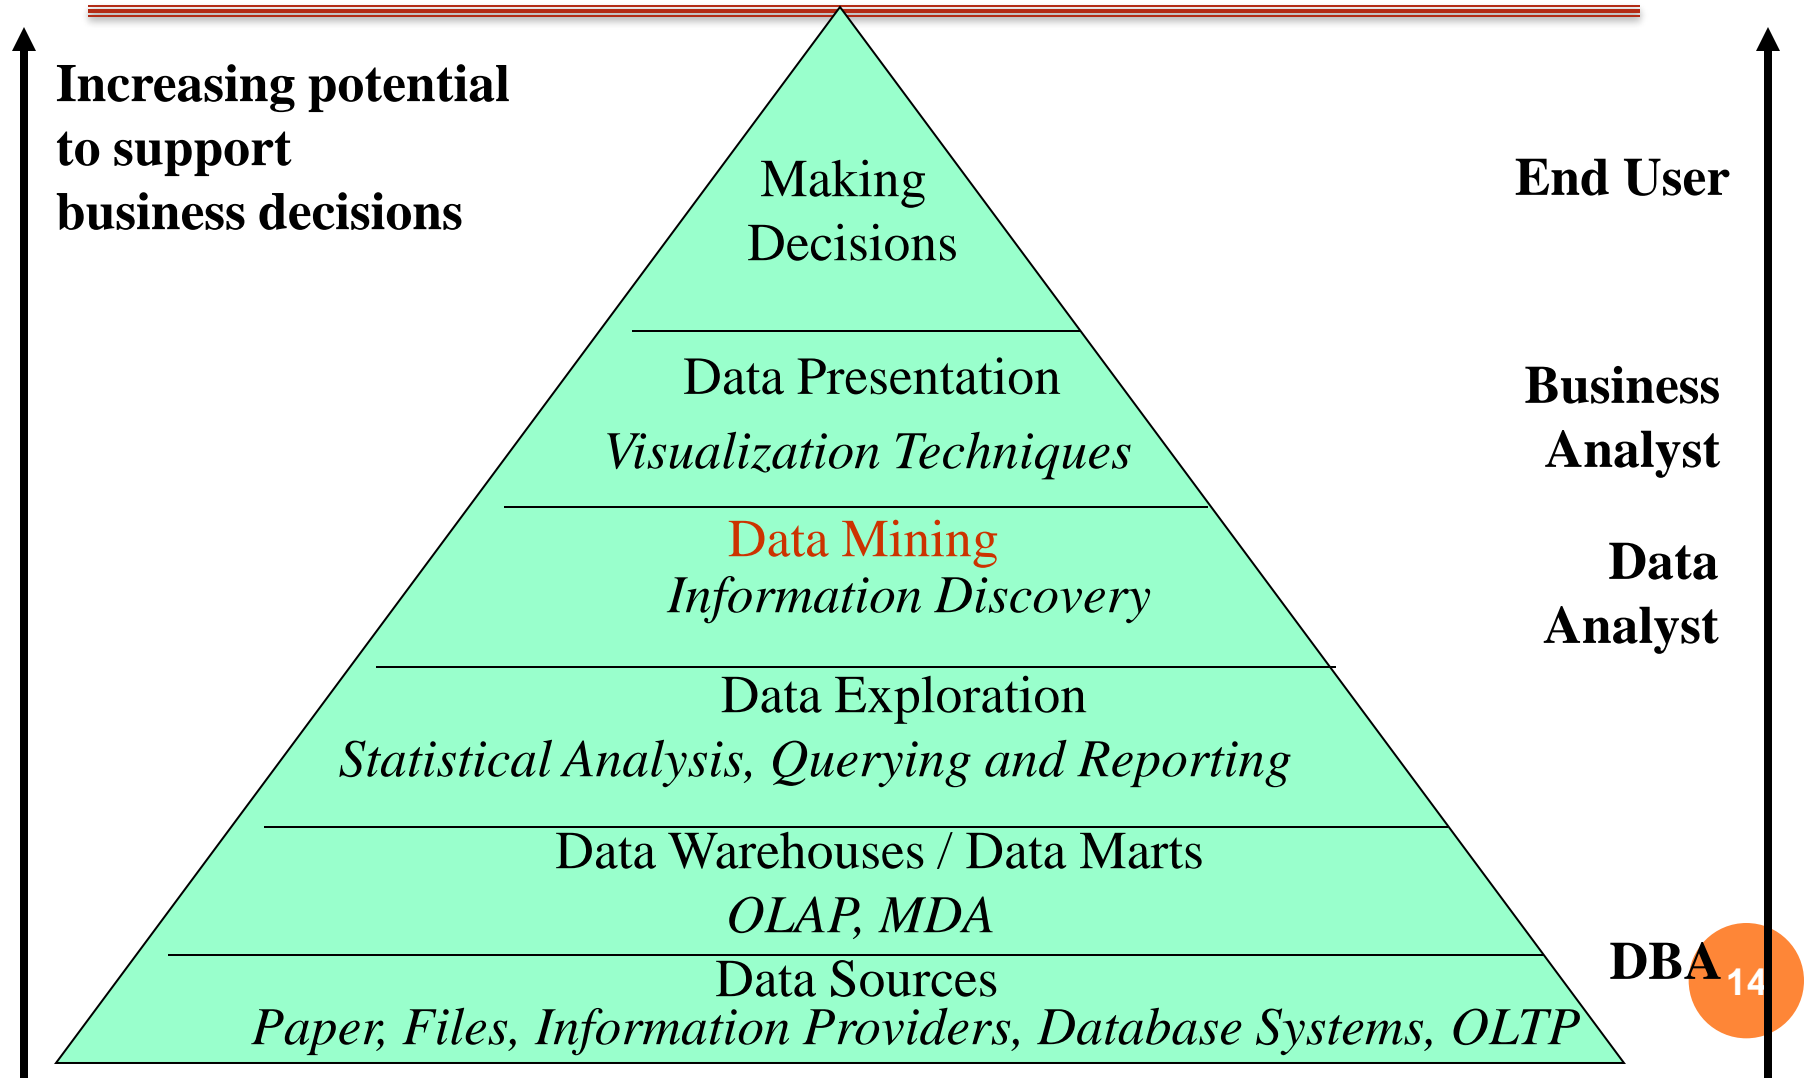 Increasing potential
to support
business decisions
Making
Decisions
End User
Data Presentation
Visualization Techniques
Business
Analyst
Data Mining
Information Discovery
Data
Analyst
Data Exploration
Statistical Analysis, Querying and Reporting
Data Warehouses / Data Marts
OLAP, MDA
Data Sources
Paper, Files, Information Providers, Database Systems, OLTP
DBA
14